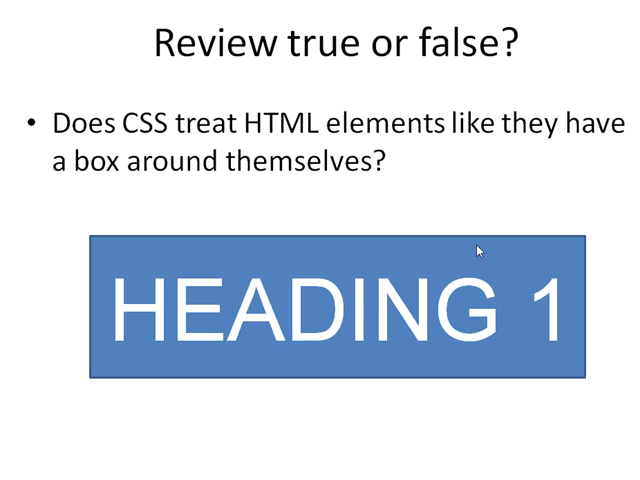 Review true or false?
• Does CSS treat HTML elements like they have
a box around themselves?
HEADING 1